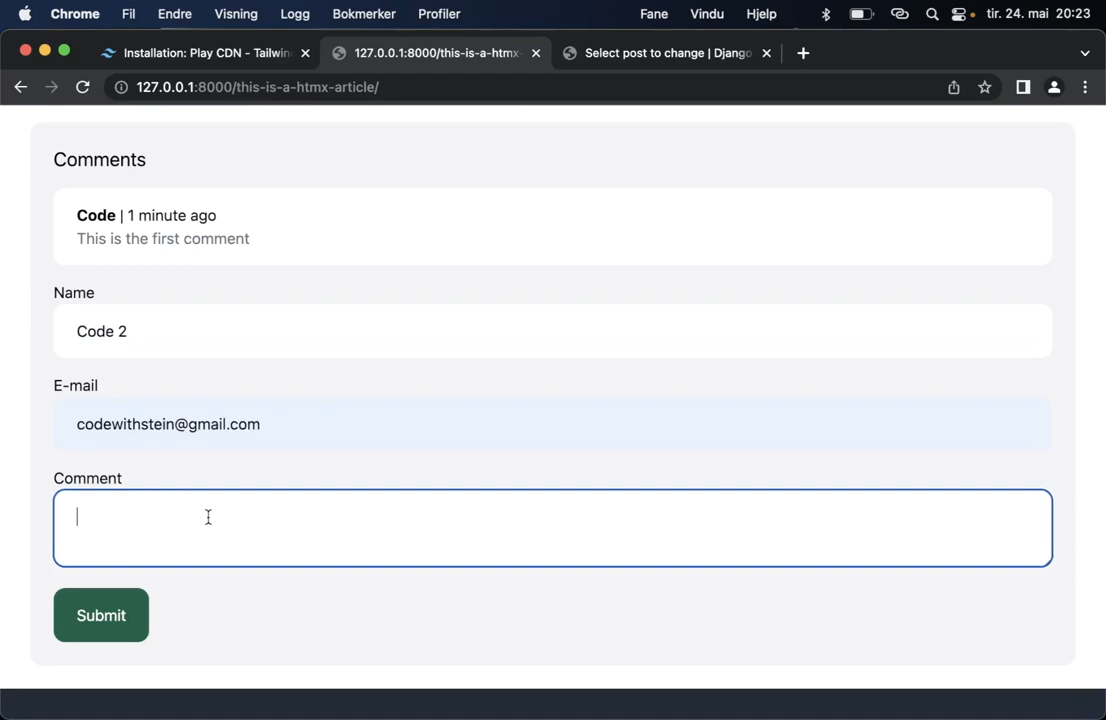 Chrome Fil Endre Visning Logg Bokmerker Profiler Fane Vindu Hjelp tir. 24. mai 20:23
Installation: Play CDN - Tailwin 127.0.0.1:8000/this-is-a-htmx- Select post to change | Django
127.0.0.1:8000/this-is-a-htmx-article/
Comments
Code | 1 minute ago
This is the first comment
Name
Code 2
E-mail
codewithstein@gmail.com
Comment
Submit